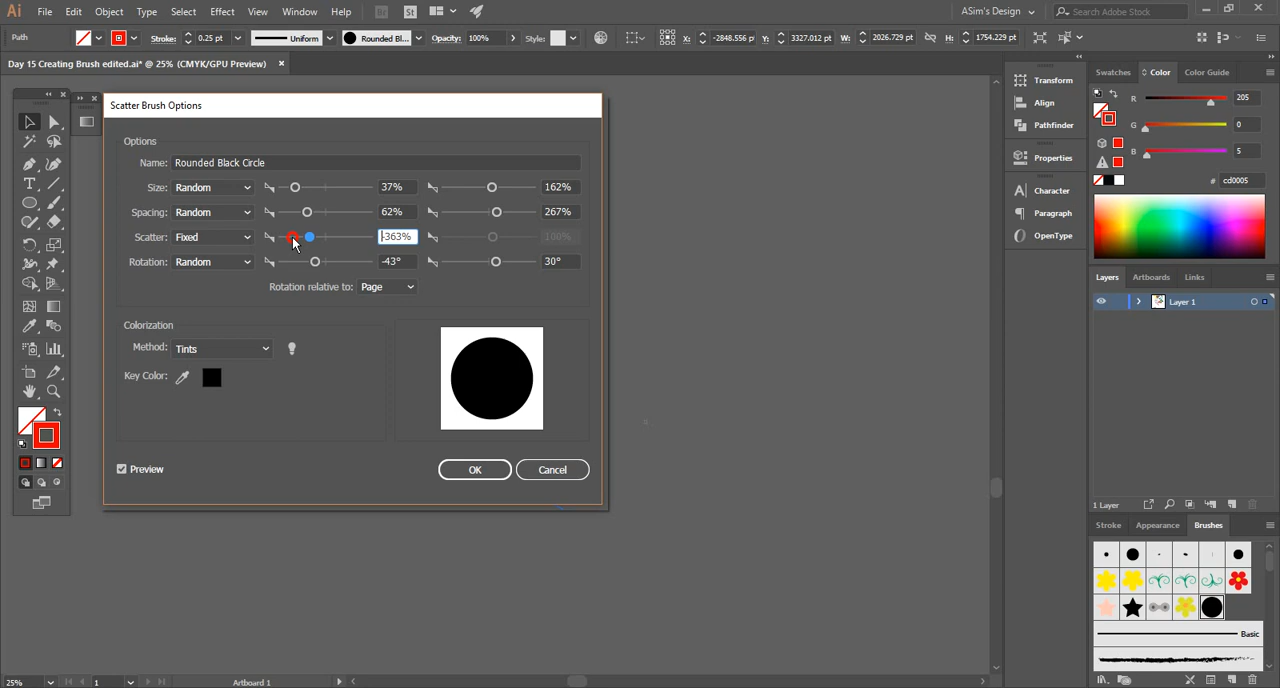 Ai File Edit Object Type Select Effect View Window Help Br St ASim's Design Search Adobe Stock
Path Stroke: 0.25 pt Uniform Rounded Bl... Opacity: 100% Style: X: -2848.556 p Y: 3327.012 pt W: 2026.729 pt H: 1754.229 pt
Day 15 Creating Brush edited.ai* @ 25% (CMYK/GPU Preview) ×
Scatter Brush Options
Options
Name: Rounded Black Circle
Size: Random 37% 162%
Spacing: Random 62% 267%
Scatter: Fixed -363% 100%
Rotation: Random -43° 30°
Rotation relative to: Page
Colorization
Method: Tints
Key Color:
Preview OK Cancel
Transform
Align
Pathfinder
Properties
Character
Paragraph
OpenType
Swatches Color Color Guide
R 205
G 0
B 5
# cd0005
Layers Artboards Links
Layer 1
1 Layer
Stroke Appearance Brushes
Basic
25% 1 Artboard 1